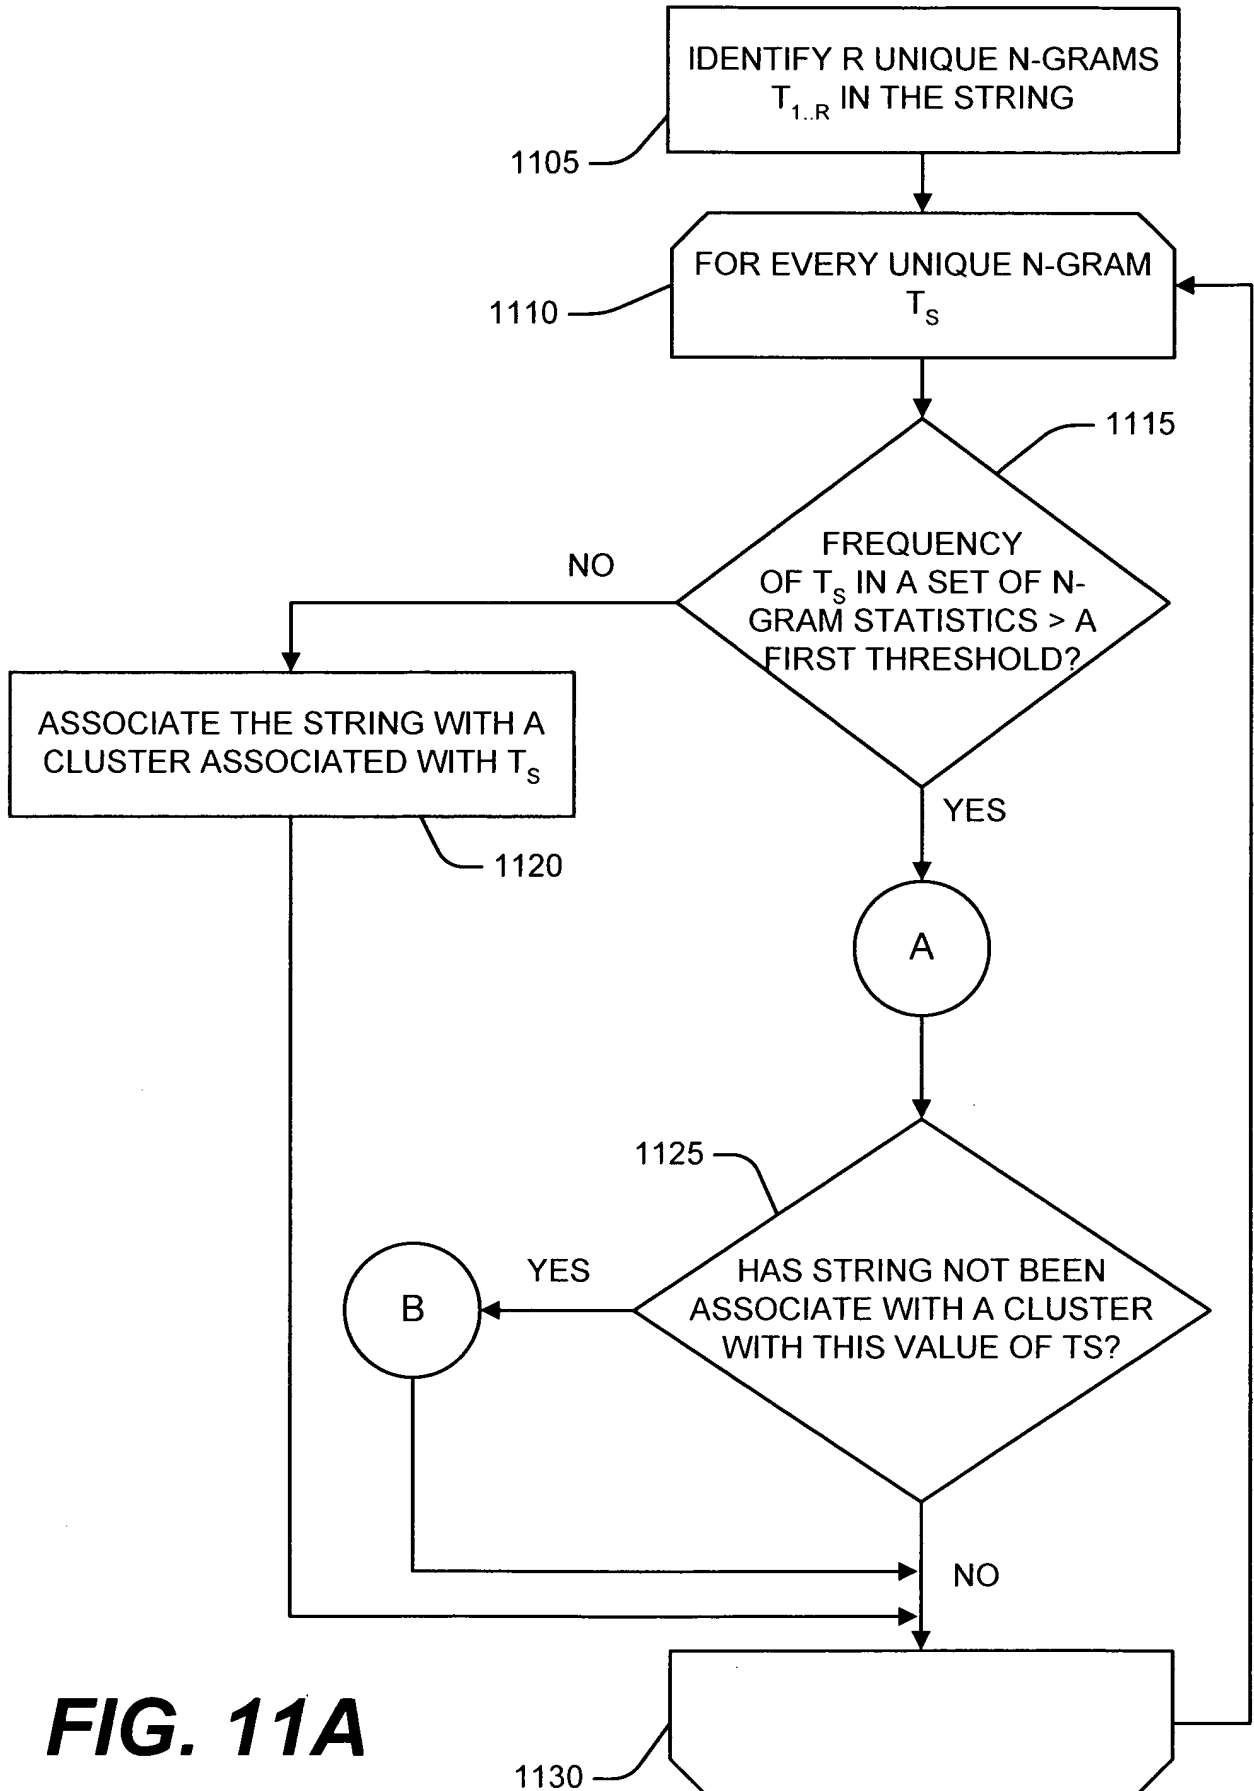 IDENTIFY R UNIQUE N-GRAMS
T1..R IN THE STRING
1105
FOR EVERY UNIQUE N-GRAM
TS
1110
1115
FREQUENCY
OF TS IN A SET OF N-
GRAM STATISTICS > A
FIRST THRESHOLD?
NO
ASSOCIATE THE STRING WITH A
CLUSTER ASSOCIATED WITH TS
1120
YES
A
1125
HAS STRING NOT BEEN
ASSOCIATE WITH A CLUSTER
WITH THIS VALUE OF TS?
YES
B
NO
FIG. 11A
1130